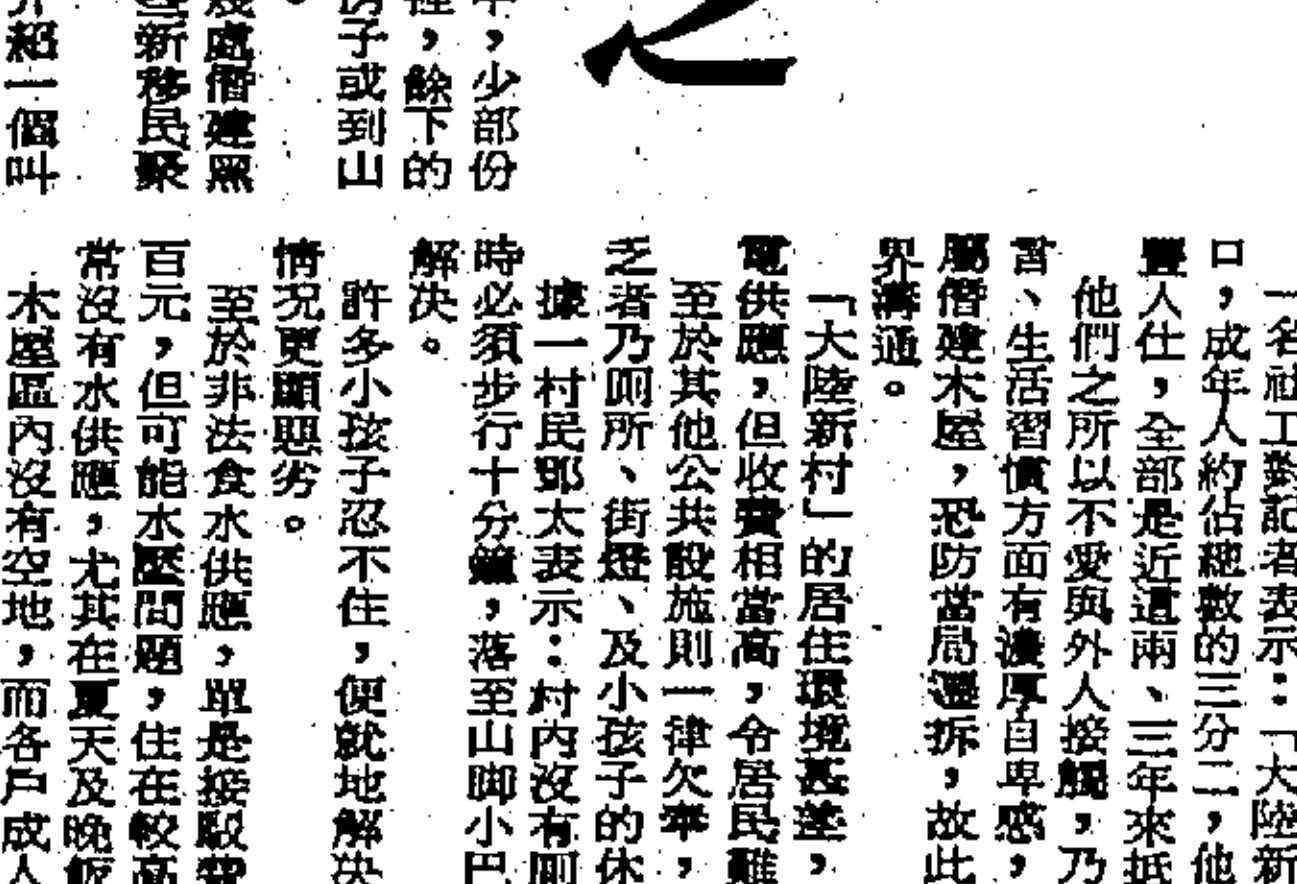 之
年，少部份
裡，餘下的
房子或到山
。
幾處僭建黑
些新移民聚
介紹一個叫
一名社工對記者表示：「大陸新
口，成年人約佔總數的三分二，他
豐人仕，全部是近這兩、三年來抵
他們之所以不愛與外人接觸，乃
言、生活習慣方面有濃厚自卑感，
屬僭建木屋，恐防當局遷拆，故此
界溝通。
「大陸新村」的居住環境甚差，
電供應，但收費相當高，令居民難
至於其他公共設施則一律欠奉，
乏者乃厠所、街燈、及小孩子的休
據一村民鄧太表示：村內沒有厠
時必須步行十分鐘，落至山脚小巴
解决。
許多小孩子忍不住，便就地解决
情況更顯惡劣。
至於非法食水供應，單是接駁費
百元，但可能水壓問題，住在較高
常沒有水供應，尤其在夏天及晚飯
木屋區內沒有空地，而各戶成人